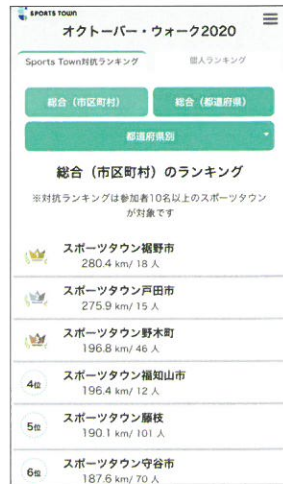 SPORTS TOWN
オクトーバー・ウォーク2020
Sports Town対抗ランキング
個人ランキング
総合（市区町村）
総合（都道府県）
都道府県別
総合（市区町村）のランキング
※対抗ランキングは参加者10名以上のスポーツタウン
が対象です
1
スポーツタウン裾野市
280.4 km/ 18 人
2
スポーツタウン戸田市
275.9 km/ 15 人
3
スポーツタウン野木町
196.8 km/ 46 人
4位
スポーツタウン福知山市
196.4 km/ 12 人
5位
スポーツタウン藤枝
190.1 km/ 101 人
6位
スポーツタウン守谷市
187.6 km/ 70 人